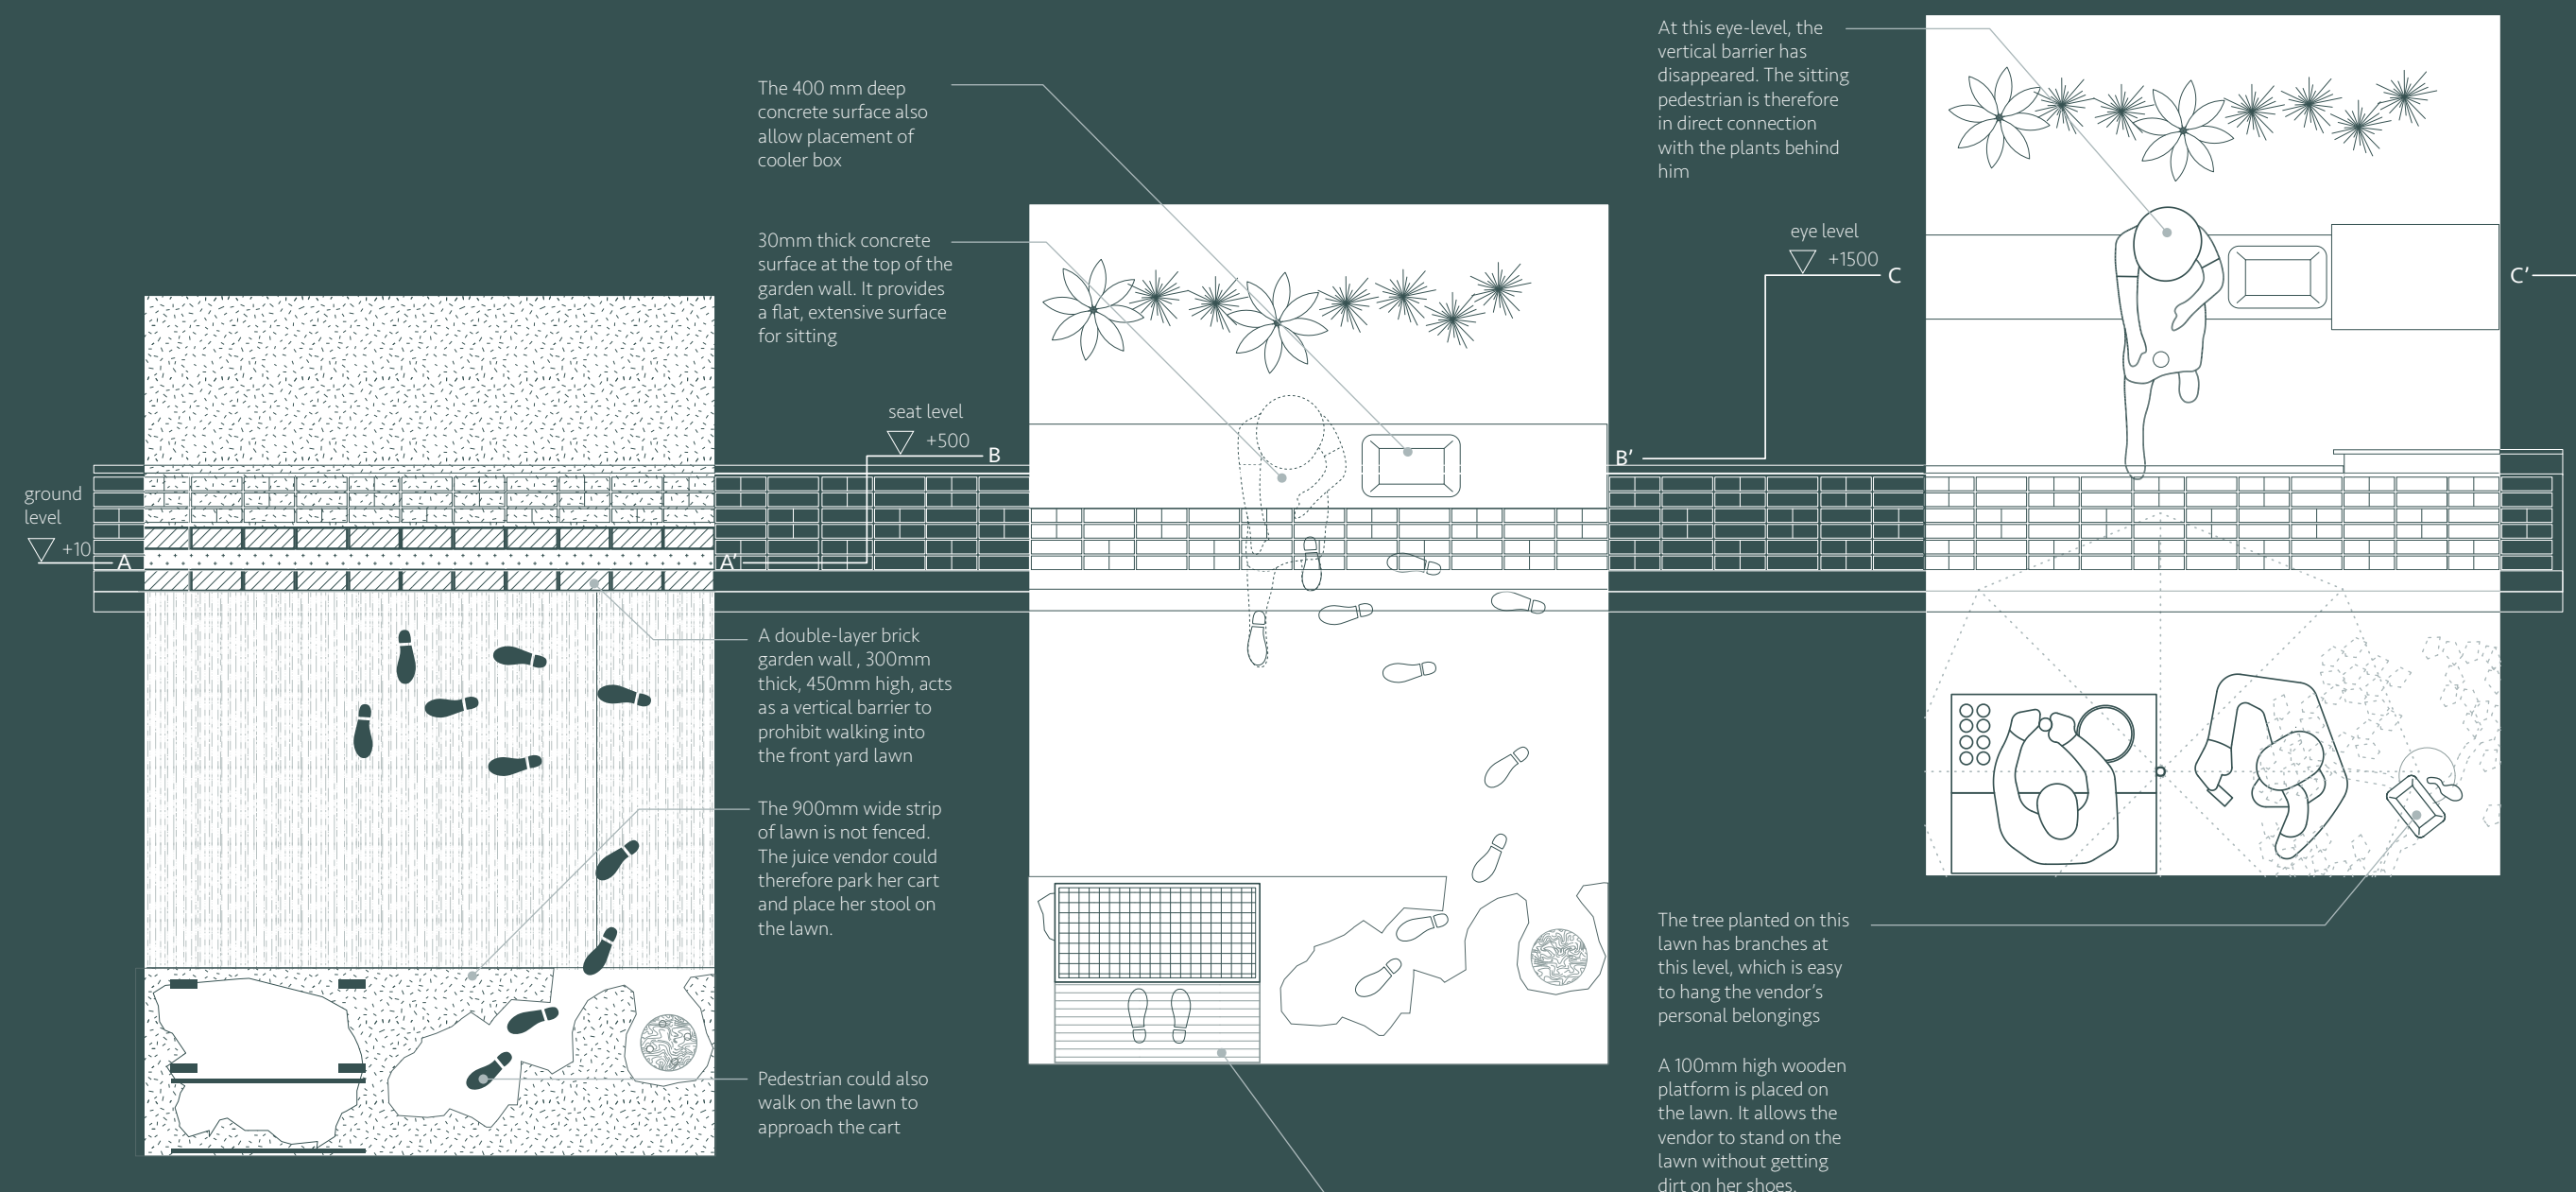 ground
level
+10
A
A’
The 400 mm deep
concrete surface also
allow placement of
cooler box
30mm thick concrete
surface at the top of the
garden wall. It provides
a flat, extensive surface
for sitting
seat level
+500
B
A double-layer brick
garden wall , 300mm
thick, 450mm high, acts
as a vertical barrier to
prohibit walking into
the front yard lawn
The 900mm wide strip
of lawn is not fenced.
The juice vendor could
therefore park her cart
and place her stool on
the lawn.
Pedestrian could also
walk on the lawn to
approach the cart
B’
At this eye-level, the
vertical barrier has
disappeared. The sitting
pedestrian is therefore
in direct connection
with the plants behind
him
eye level
+1500
C
C’
The tree planted on this
lawn has branches at
this level, which is easy
to hang the vendor’s
personal belongings
A 100mm high wooden
platform is placed on
the lawn. It allows the
vendor to stand on the
lawn without getting
dirt on her shoes.